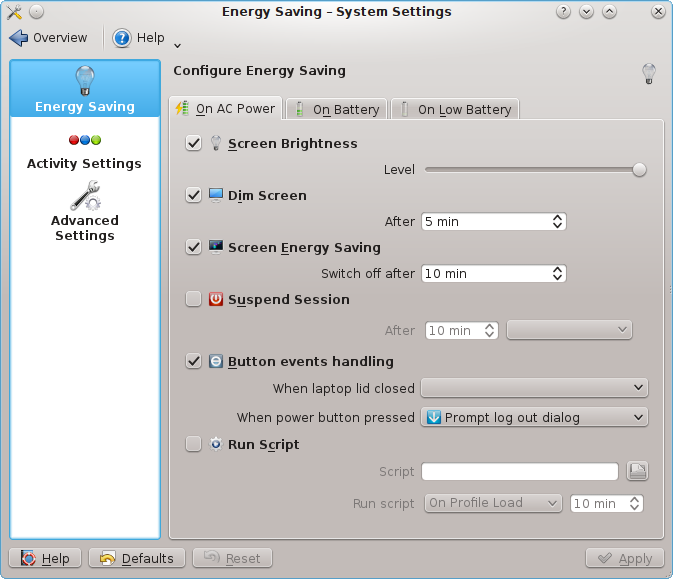 Energy Saving – System Settings
Overview
Help
Energy Saving
Activity Settings
Advanced
Settings
Configure Energy Saving
On AC Power
On Battery
On Low Battery
Screen Brightness
Level
Dim Screen
After 5 min
Screen Energy Saving
Switch off after 10 min
Suspend Session
After 10 min
Button events handling
When laptop lid closed
When power button pressed Prompt log out dialog
Run Script
Script
Run script On Profile Load 10 min
Help Defaults Reset Apply